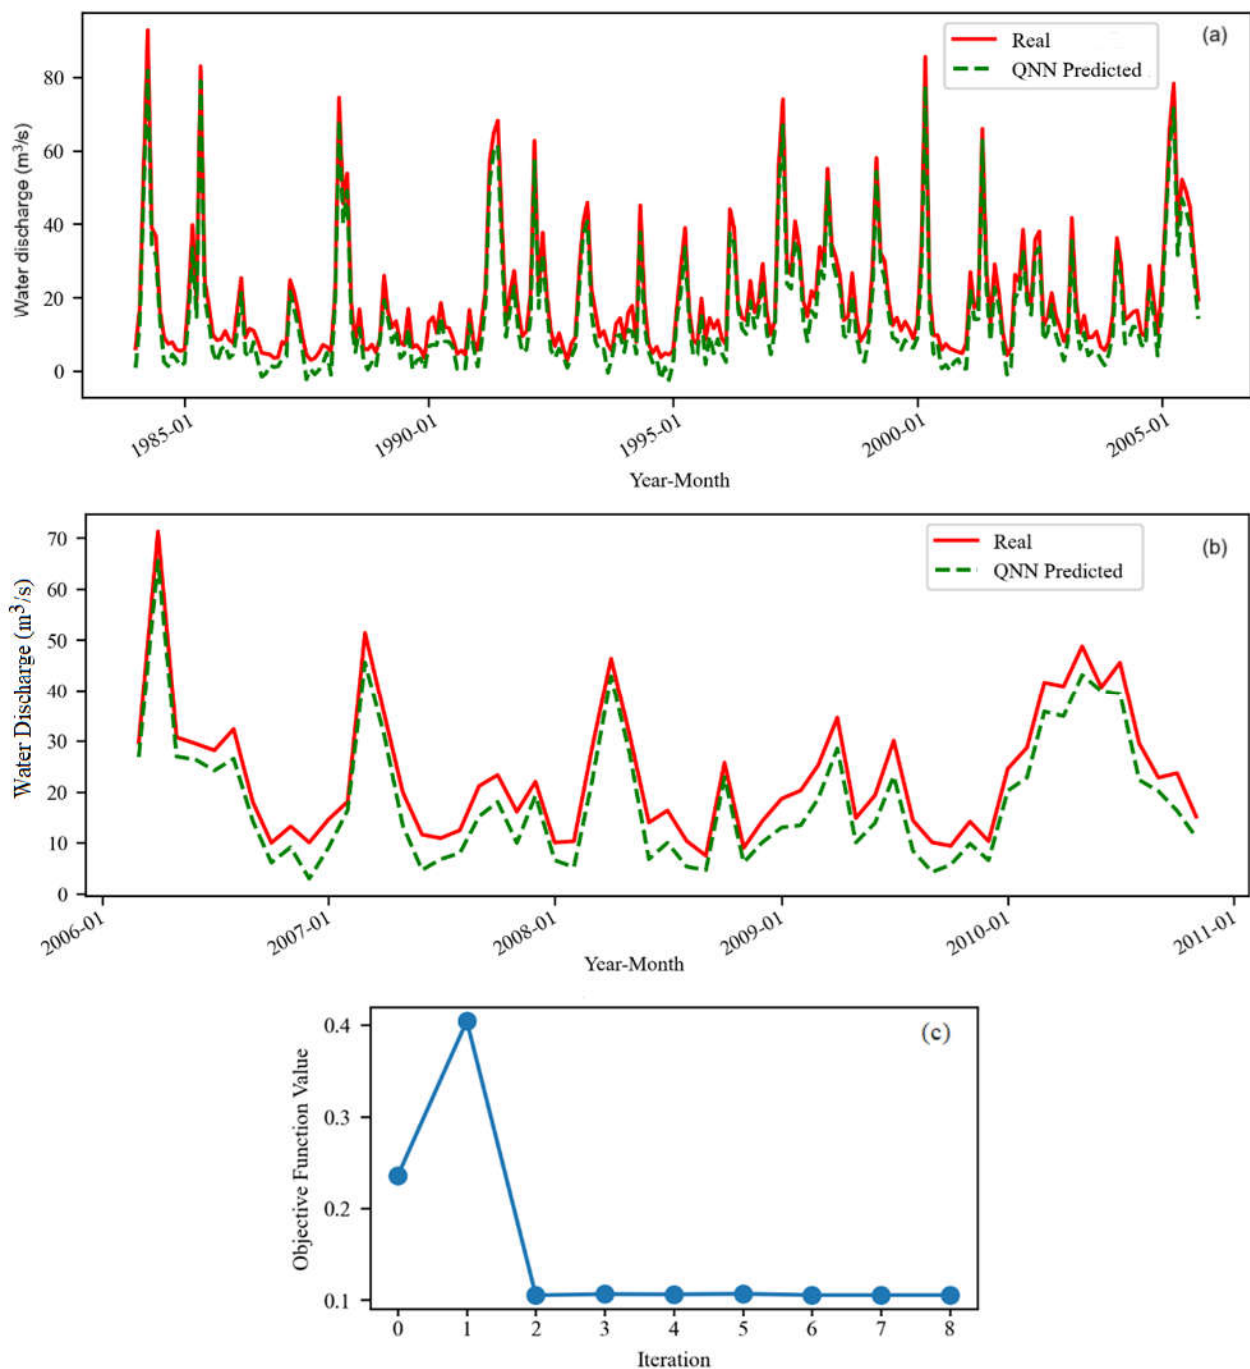 (a)
Real
QNN Predicted
Water discharge (m³/s)
80
60
40
20
0
1985-01
1990-01
1995-01
2000-01
2005-01
Year-Month
(b)
Real
QNN Predicted
Water Discharge (m³/s)
70
60
50
40
30
20
10
0
2006-01
2007-01
2008-01
2009-01
2010-01
2011-01
Year-Month
(c)
Objective Function Value
0.4
0.3
0.2
0.1
0 1 2 3 4 5 6 7 8
Iteration